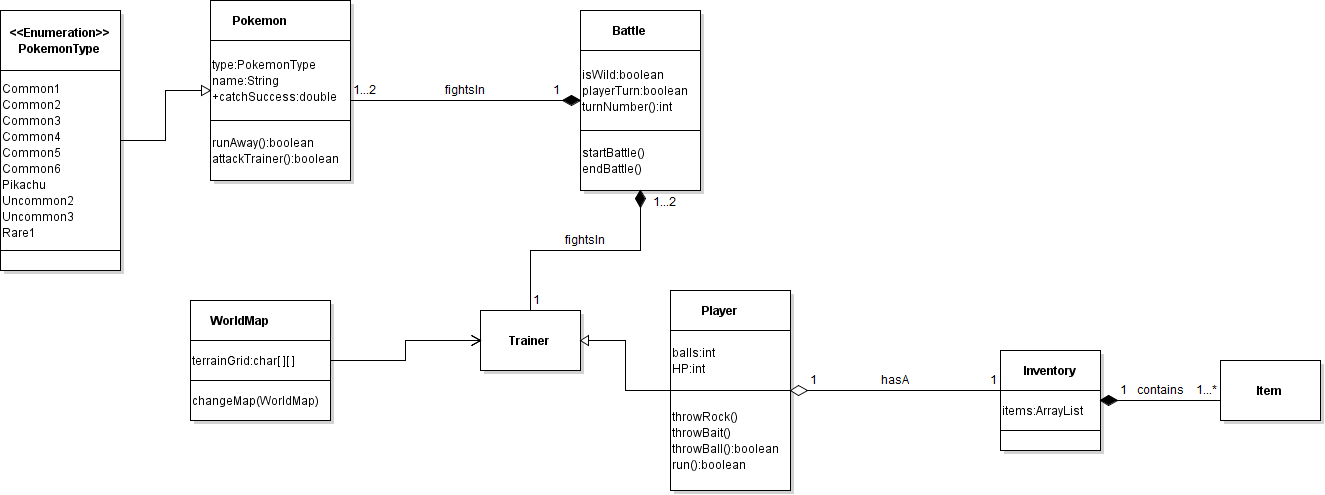 <<Enumeration>>
PokemonType
Common1
Common2
Common3
Common4
Common5
Common6
Pikachu
Uncommon2
Uncommon3
Rare1
Pokemon
type:PokemonType
name:String
+catchSuccess:double
runAway():boolean
attackTrainer():boolean
1...2
fightsIn
1
Battle
isWild:boolean
playerTurn:boolean
turnNumber():int
startBattle()
endBattle()
1...2
fightsIn
1
WorldMap
terrainGrid:char[][]
changeMap(WorldMap)
Trainer
Player
balls:int
HP:int
throwRock()
throwBait()
throwBall():boolean
run():boolean
1
hasA
1
Inventory
items:ArrayList
1
contains
1...*
Item